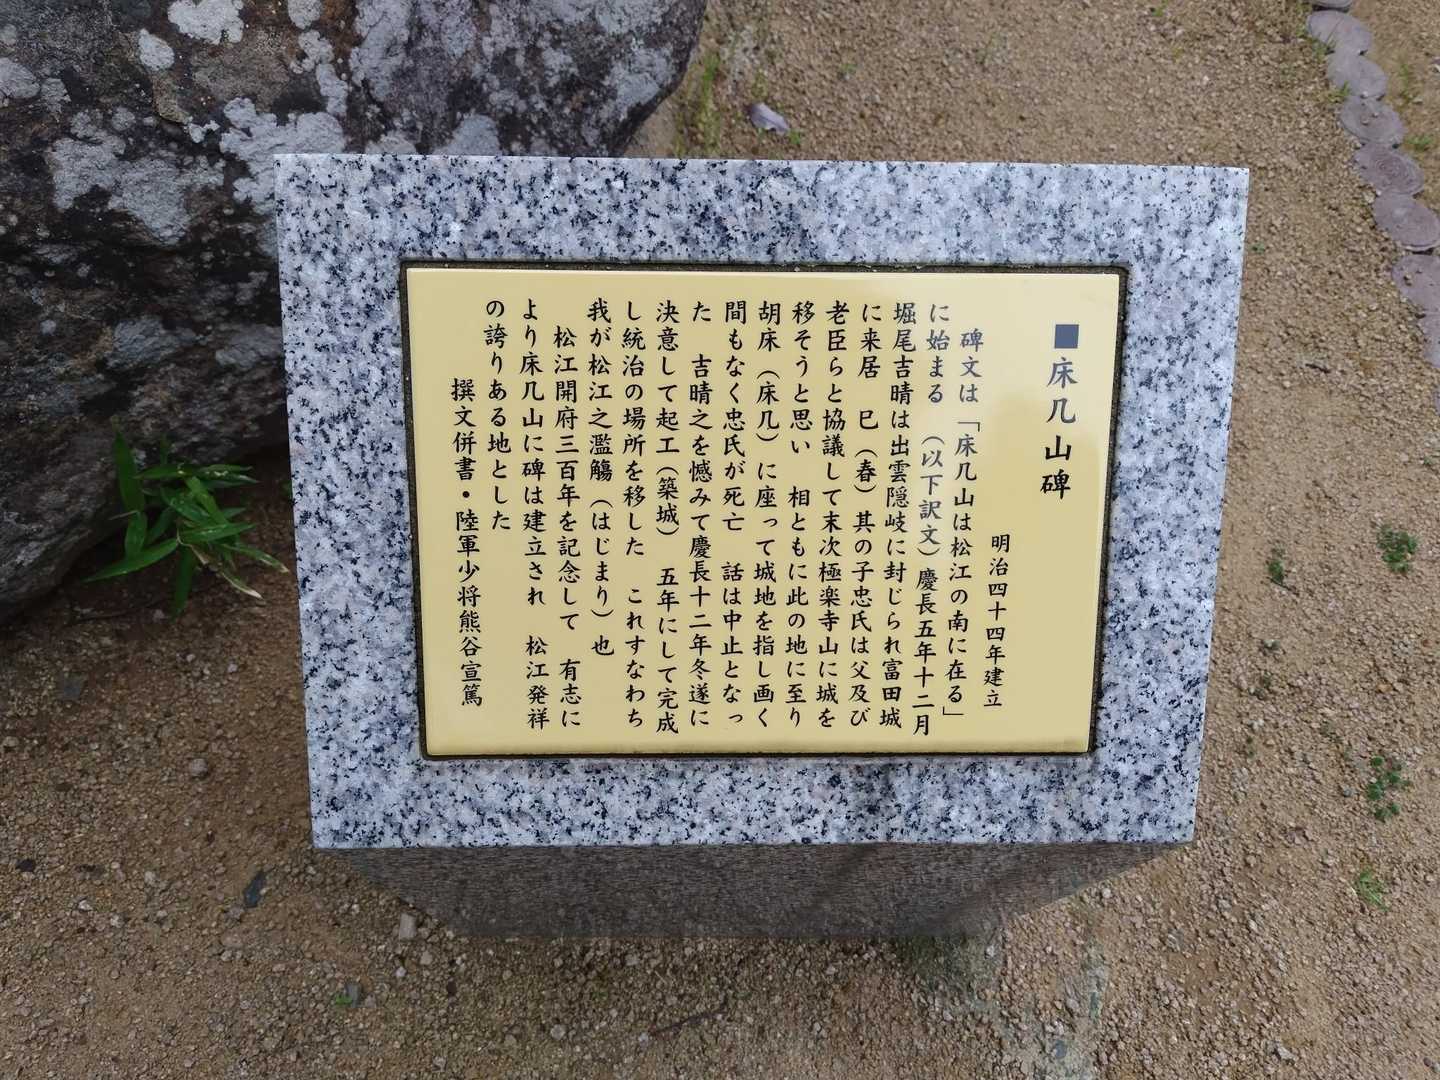 ■床几山碑
明治四十四年建立
碑文は「床几山は松江の南に在る」
に始まる （以下訳文）慶長五年十二月
堀尾吉晴は出雲隠岐に封じられ富田城
に来居 巳（春）其の子忠氏は父及び
老臣らと協議して末次極楽寺山に城を
移そうと思い 相ともに此の地に至り
胡床（床几）に座って城地を指し画く
間もなく忠氏が死亡 話は中止となっ
た 吉晴之を憾みて慶長十二年冬遂に
決意して起工（築城） 五年にして完成
し統治の場所を移した これすなわち
我が松江之濫觴（はじまり）也
松江開府三百年を記念して 有志に
より床几山に碑は建立され 松江発祥
の誇りある地とした
撰文併書・陸軍少将熊谷宣篤